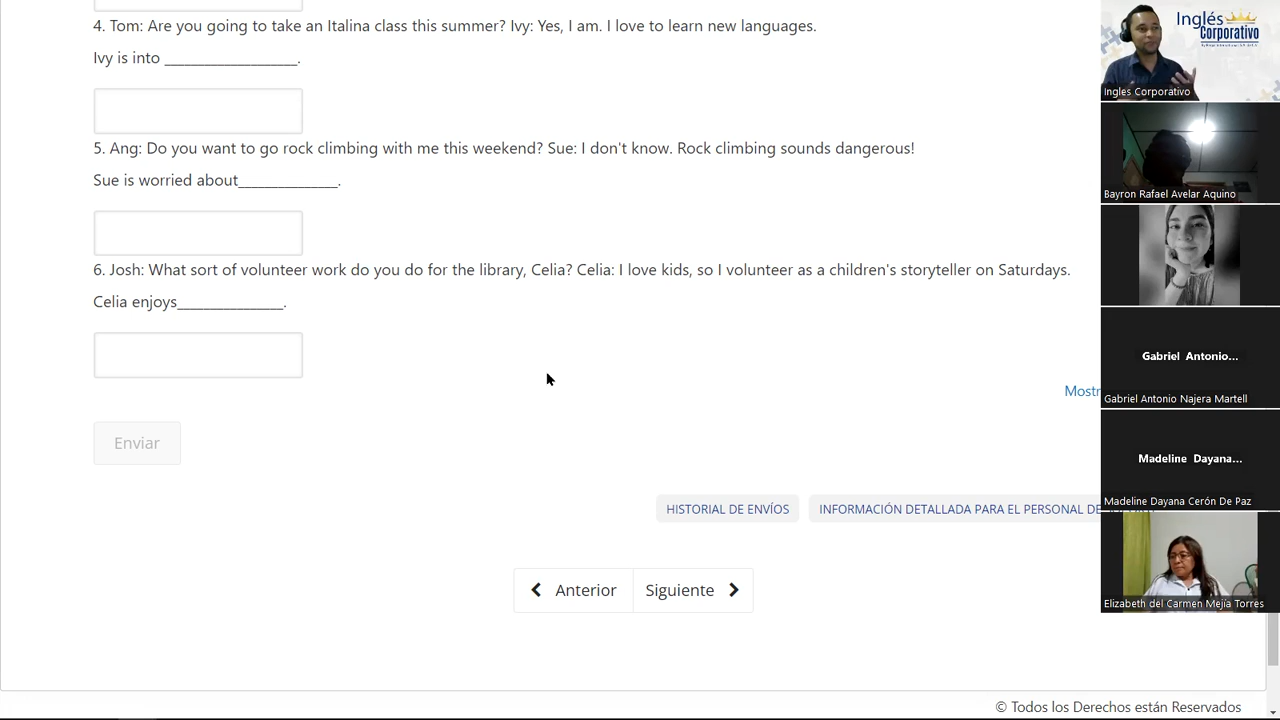 4. Tom: Are you going to take an Italina class this summer? Ivy: Yes, I am. I love to learn new languages.
Ivy is into ___________________.
5. Ang: Do you want to go rock climbing with me this weekend? Sue: I don't know. Rock climbing sounds dangerous!
Sue is worried about______________.
6. Josh: What sort of volunteer work do you do for the library, Celia? Celia: I love kids, so I volunteer as a children's storyteller on Saturdays.
Celia enjoys_______________.
Mostr
Enviar
HISTORIAL DE ENVÍOS
INFORMACIÓN DETALLADA PARA EL PERSONAL DE
Anterior
Siguiente
© Todos los Derechos están Reservados
Inglés
Corporativo
Ingles Corporativo
Bayron Rafael Avelar Aquino
Gabriel Antonio...
Gabriel Antonio Najera Martell
Madeline Dayana...
Madeline Dayana Cerón De Paz
Elizabeth del Carmen Mejía Torres